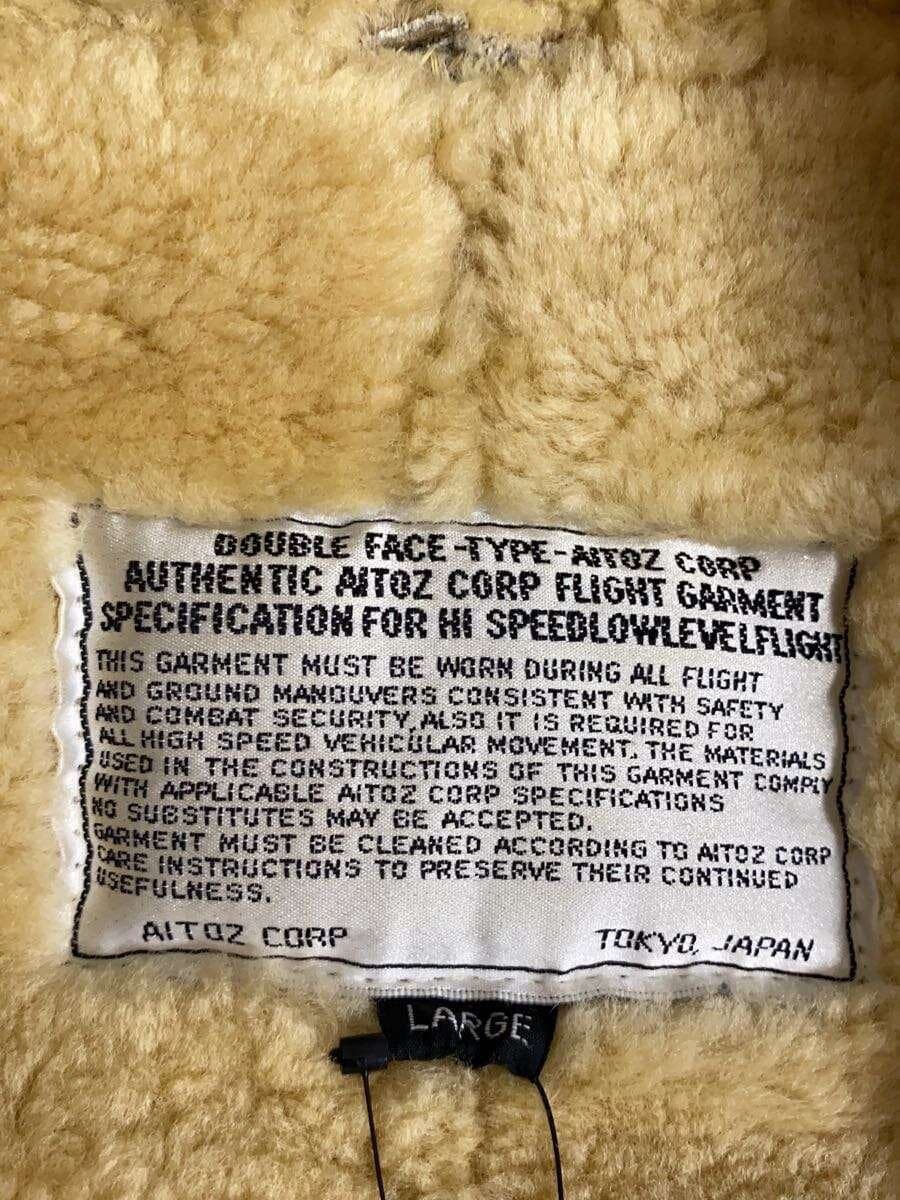 DOUBLE FACE-TYPE-AITOZ CORP
AUTHENTIC AITOZ CORP FLIGHT GARMENT
SPECIFICATION FOR HI SPEEDLOWLEVELFLIGHT
THIS GARMENT MUST BE WORN DURING ALL FLIGHT
AND GROUND MANOUVERS CONSISTENT WITH SAFETY
AND COMBAT SECURITY, ALSO IT IS REQUIRED FOR
ALL HIGH SPEED VEHICULAR MOVEMENT. THE MATERIALS
USED IN THE CONSTRUCTIONS OF THIS GARMENT COMPLY
WITH APPLICABLE AITOZ CORP SPECIFICATIONS
NO SUBSTITUTES MAY BE ACCEPTED.
GARMENT MUST BE CLEANED ACCORDING TO AITOZ CORP
CARE INSTRUCTIONS TO PRESERVE THEIR CONTINUED
USEFULNESS.
AITOZ CORP TOKYO, JAPAN
LARGE